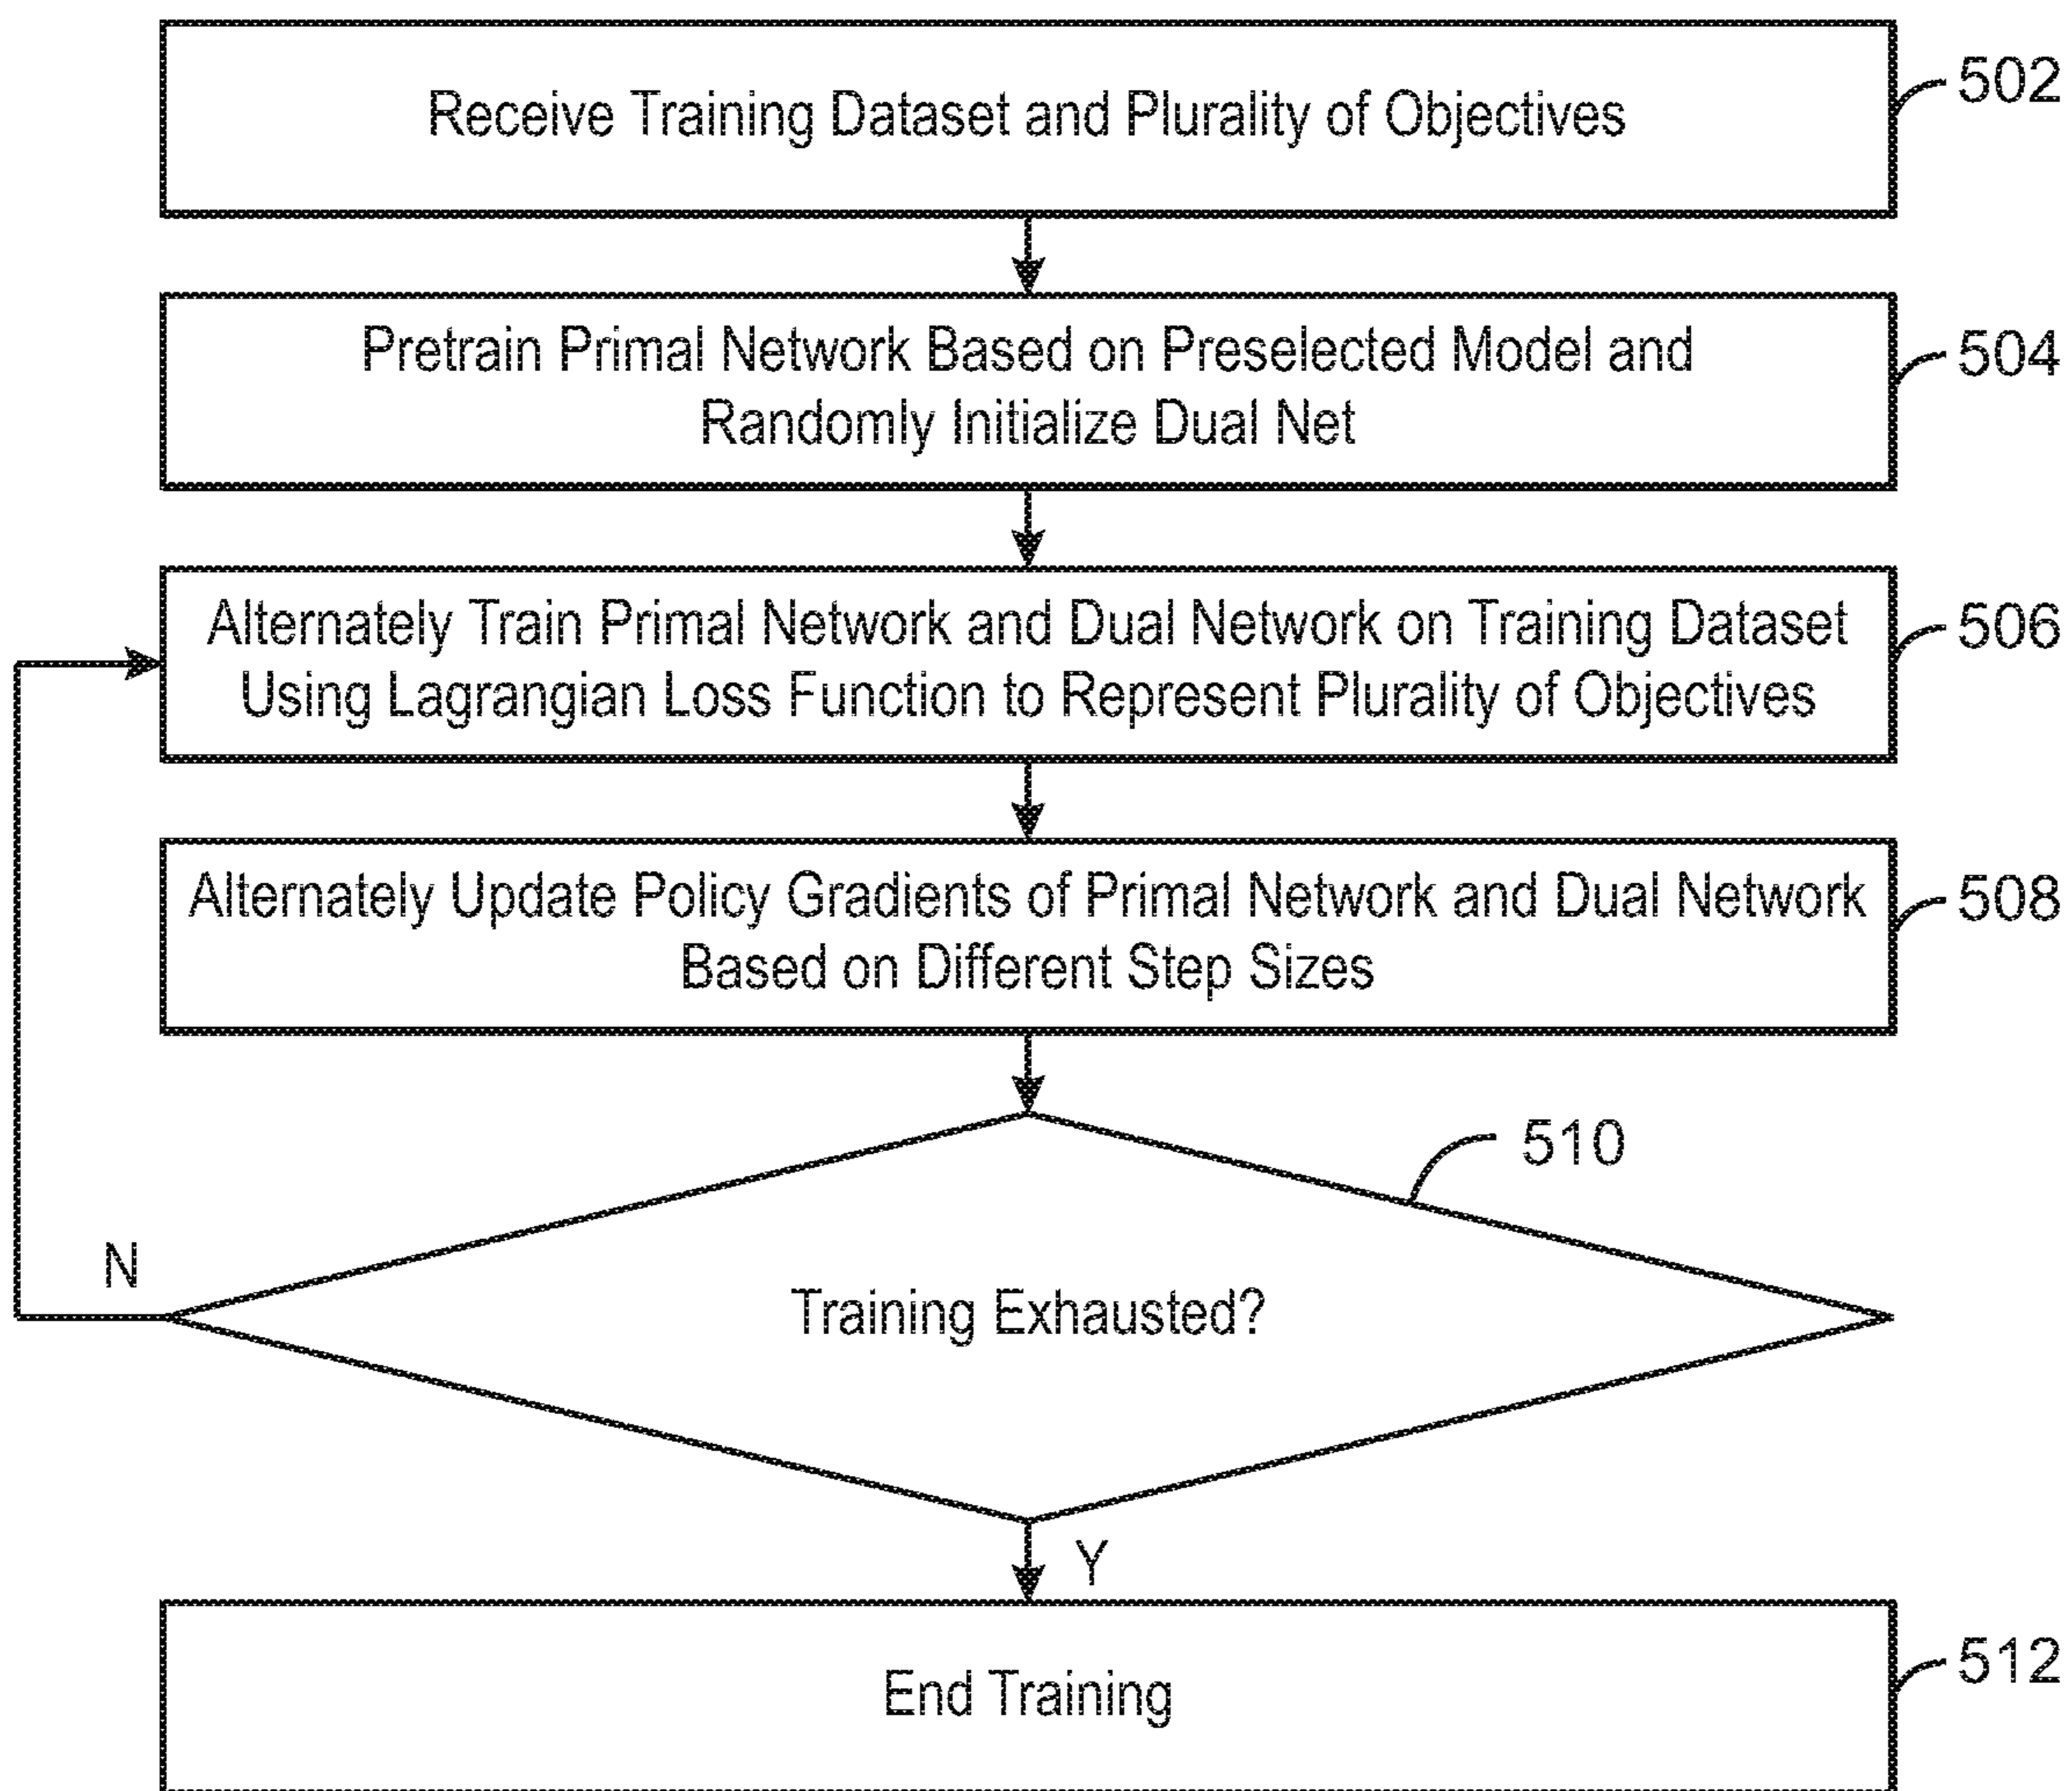 Receive Training Dataset and Plurality of Objectives
502
Pretrain Primal Network Based on Preselected Model and
Randomly Initialize Dual Net
504
Alternately Train Primal Network and Dual Network on Training Dataset
Using Lagrangian Loss Function to Represent Plurality of Objectives
506
Alternately Update Policy Gradients of Primal Network and Dual Network
Based on Different Step Sizes
508
510
N
Training Exhausted?
Y
End Training
512